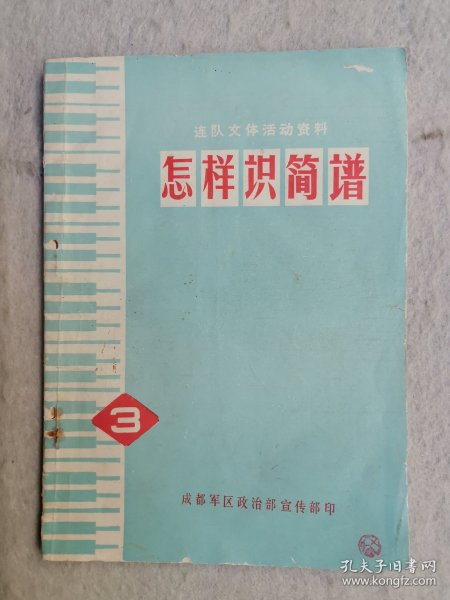 连队文体活动资料
怎样识简谱
3
成都军区政治部宣传部印
孔夫子旧书网
www.kongfz.com